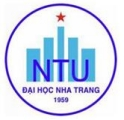 NTU
ĐẠI HỌC NHA TRANG
1959